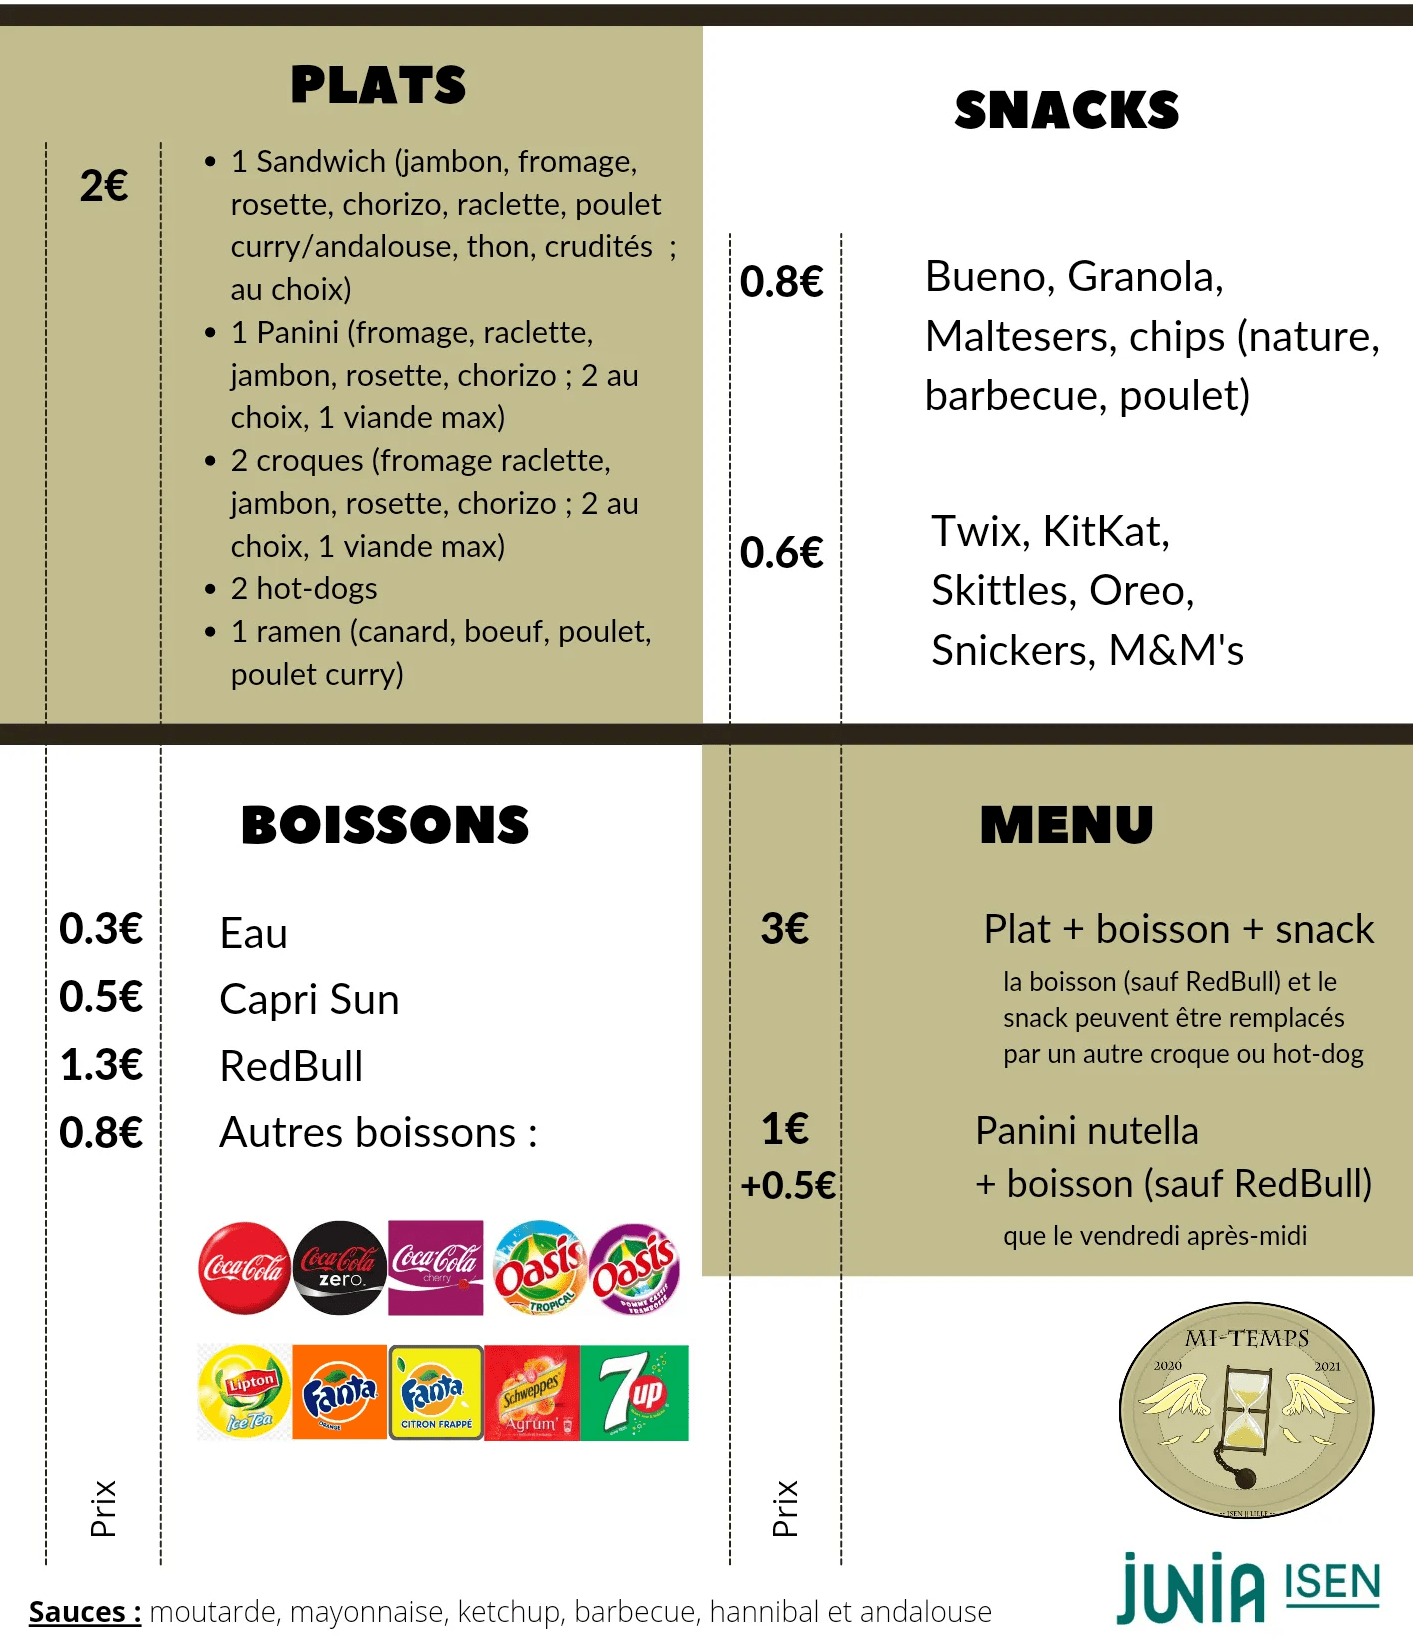 PLATS
2€
• 1 Sandwich (jambon, fromage,
rosette, chorizo, raclette, poulet
curry/andalouse, thon, crudités ;
au choix)
• 1 Panini (fromage, raclette,
jambon, rosette, chorizo ; 2 au
choix, 1 viande max)
• 2 croques (fromage raclette,
jambon, rosette, chorizo ; 2 au
choix, 1 viande max)
• 2 hot-dogs
• 1 ramen (canard, boeuf, poulet,
poulet curry)
SNACKS
0.8€
Bueno, Granola,
Maltesers, chips (nature,
barbecue, poulet)
0.6€
Twix, KitKat,
Skittles, Oreo,
Snickers, M&M's
BOISSONS
0.3€ Eau
0.5€ Capri Sun
1.3€ RedBull
0.8€ Autres boissons :
Coca-Cola
Coca-Cola
zero
Coca-Cola
cherry
Oasis
TROPICAL
Oasis
POMME CASSIS
FRAMBOISE
Lipton
ice Tea
Fanta
ORANGE
Fanta
CITRON FRAPPÉ
Schweppes
Agrum'
7up
Prix
MENU
3€ Plat + boisson + snack
la boisson (sauf RedBull) et le
snack peuvent être remplacés
par un autre croque ou hot-dog
1€ Panini nutella
+0.5€ + boisson (sauf RedBull)
que le vendredi après-midi
Prix
MI-TEMPS
2020 2021
ISEN || LILLE
JUNIA ISEN
Sauces : moutarde, mayonnaise, ketchup, barbecue, hannibal et andalouse